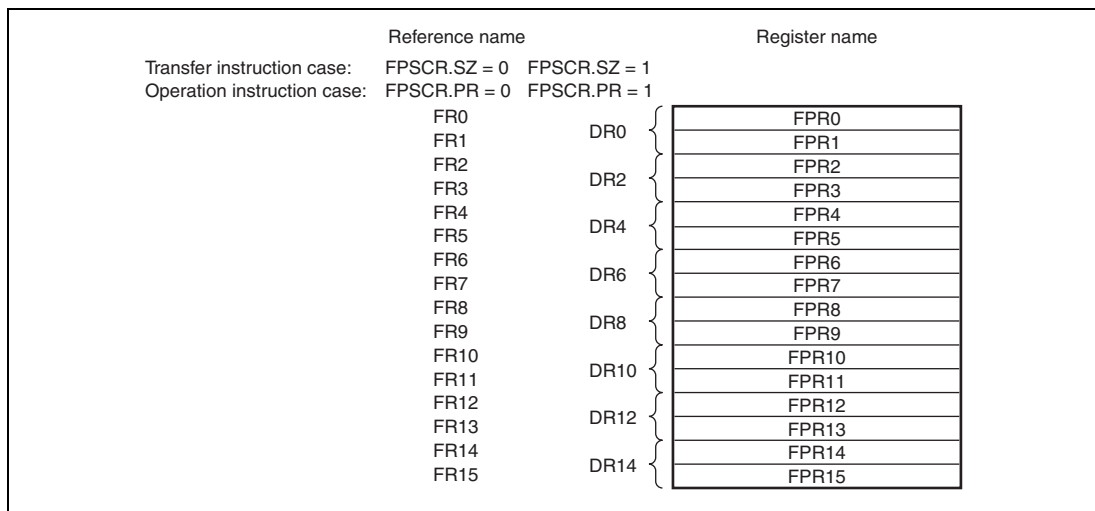 Reference name Register name
Transfer instruction case: FPSCR.SZ = 0 FPSCR.SZ = 1
Operation instruction case: FPSCR.PR = 0 FPSCR.PR = 1
FR0 FPR0
DR0
FR1 FPR1
FR2 FPR2
DR2
FR3 FPR3
FR4 FPR4
DR4
FR5 FPR5
FR6 FPR6
DR6
FR7 FPR7
FR8 FPR8
DR8
FR9 FPR9
FR10 FPR10
DR10
FR11 FPR11
FR12 FPR12
DR12
FR13 FPR13
FR14 FPR14
DR14
FR15 FPR15